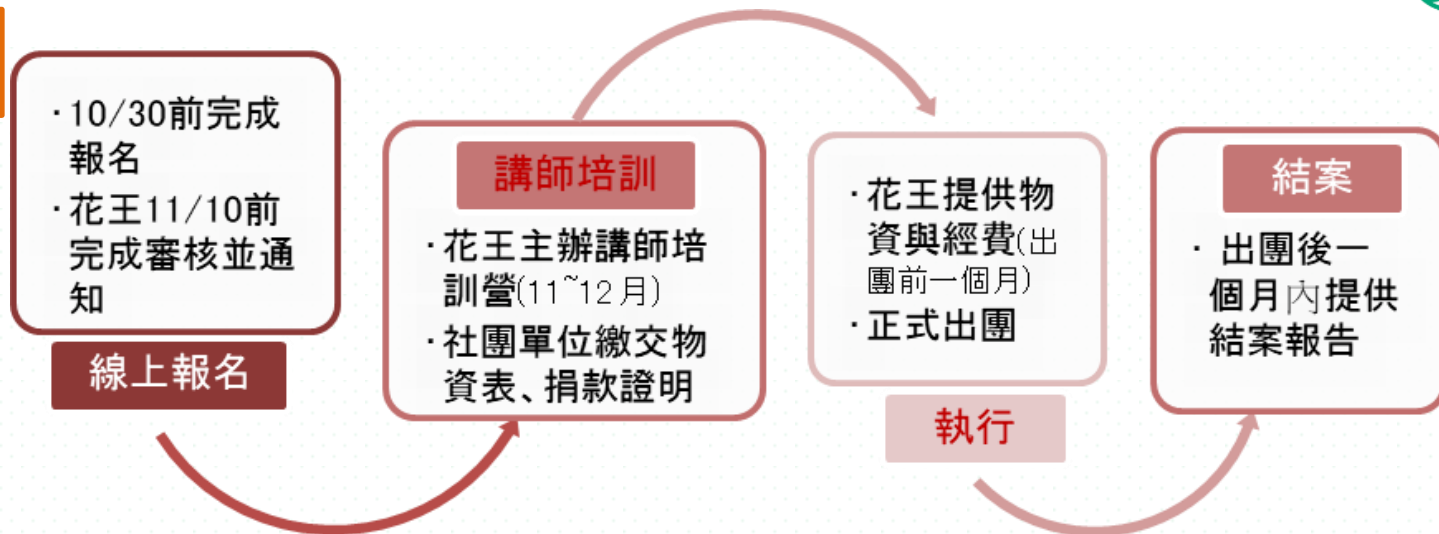 ·10/30前完成
報名
·花王11/10前
完成審核並通
知
線上報名
講師培訓
·花王主辦講師培
訓營(11~12月)
·社團單位繳交物
資表、捐款證明
·花王提供物
資與經費(出
團前一個月)
·正式出團
執行
結案
· 出團後一
個月內提供
結案報告